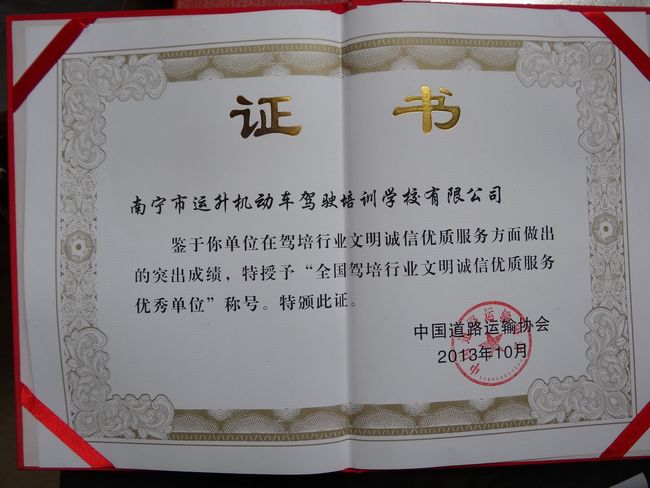 证书
南宁市运升机动车驾驶培训学校有限公司
鉴于你单位在驾培行业文明诚信优质服务方面做出
的突出成绩，特授予“全国驾培行业文明诚信优质服务
优秀单位”称号。特颁此证。
中国道路运输协会
2013年10月